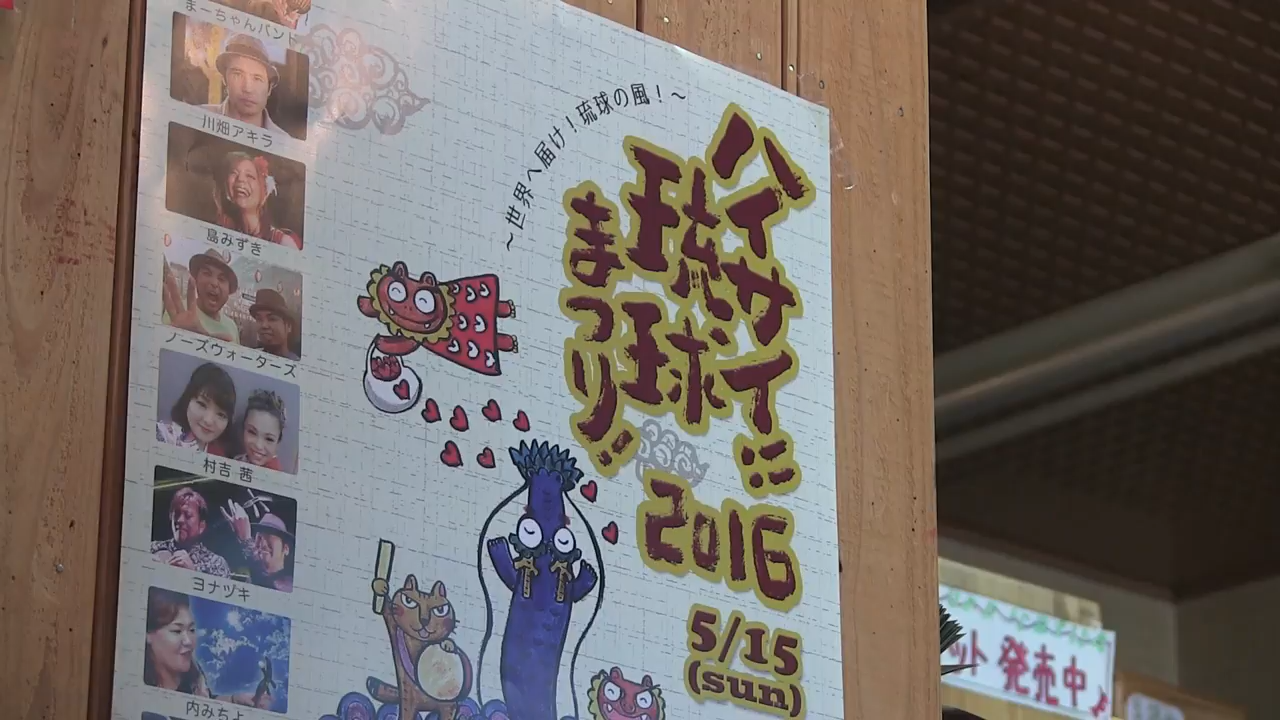 まーちゃんバンド
川畑アキラ
島みずき
ノーズウォーターズ
村吉 茜
ヨナヅキ
内みちよ
～世界へ届け！琉球の風！～
ハイサイに
琉球
まつり!
2016
5/15
(sun)
ット 発売中♪